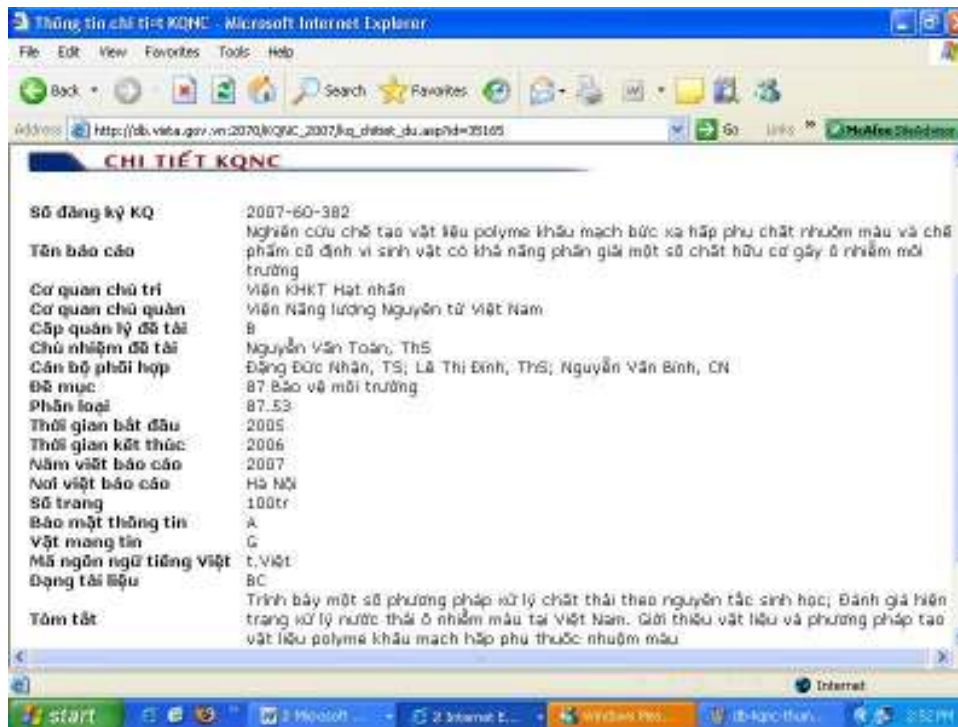 Thông tin chi tiết KQNC - Microsoft Internet Explorer
File Edit View Favorites Tools Help
Back Search Favorites
Address http://db.vista.gov.vn:2070/KQNC_2007/kq_chitiet_du.asp?id=35165 Go Links » McAfee SiteAdvisor
CHI TIẾT KQNC
Số đăng ký KQ 2007-60-382
Tên báo cáo Nghiên cứu chế tạo vật liệu polyme khâu mạch bức xạ hấp phụ chất nhuộm màu và chế
phẩm cố định vi sinh vật có khả năng phân giải một số chất hữu cơ gây ô nhiễm môi
trường
Cơ quan chủ trì Viện KHKT Hạt nhân
Cơ quan chủ quản Viện Năng lượng Nguyên tử Việt Nam
Cấp quản lý đề tài B
Chủ nhiệm đề tài Nguyễn Văn Toàn, ThS
Cán bộ phối hợp Đặng Đức Nhận, TS; Lê Thị Đính, ThS; Nguyễn Văn Bình, CN
Đề mục 87 Bảo vệ môi trường
Phân loại 87.53
Thời gian bắt đầu 2005
Thời gian kết thúc 2006
Năm viết báo cáo 2007
Nơi viết báo cáo Hà Nội
Số trang 100tr
Bảo mật thông tin A
Vật mang tin G
Mã ngôn ngữ tiếng Việt t.Việt
Dạng tài liệu BC
Tóm tắt Trình bày một số phương pháp xử lý chất thải theo nguyên tắc sinh học; Đánh giá hiện
trạng xử lý nước thải ô nhiễm màu tại Việt Nam. Giới thiệu vật liệu và phương pháp tạo
vật liệu polyme khâu mạch hấp phụ thuốc nhuộm màu
Internet
start 2 Microsoft ... 2 Internet E... Windows Me... 8:52 PM